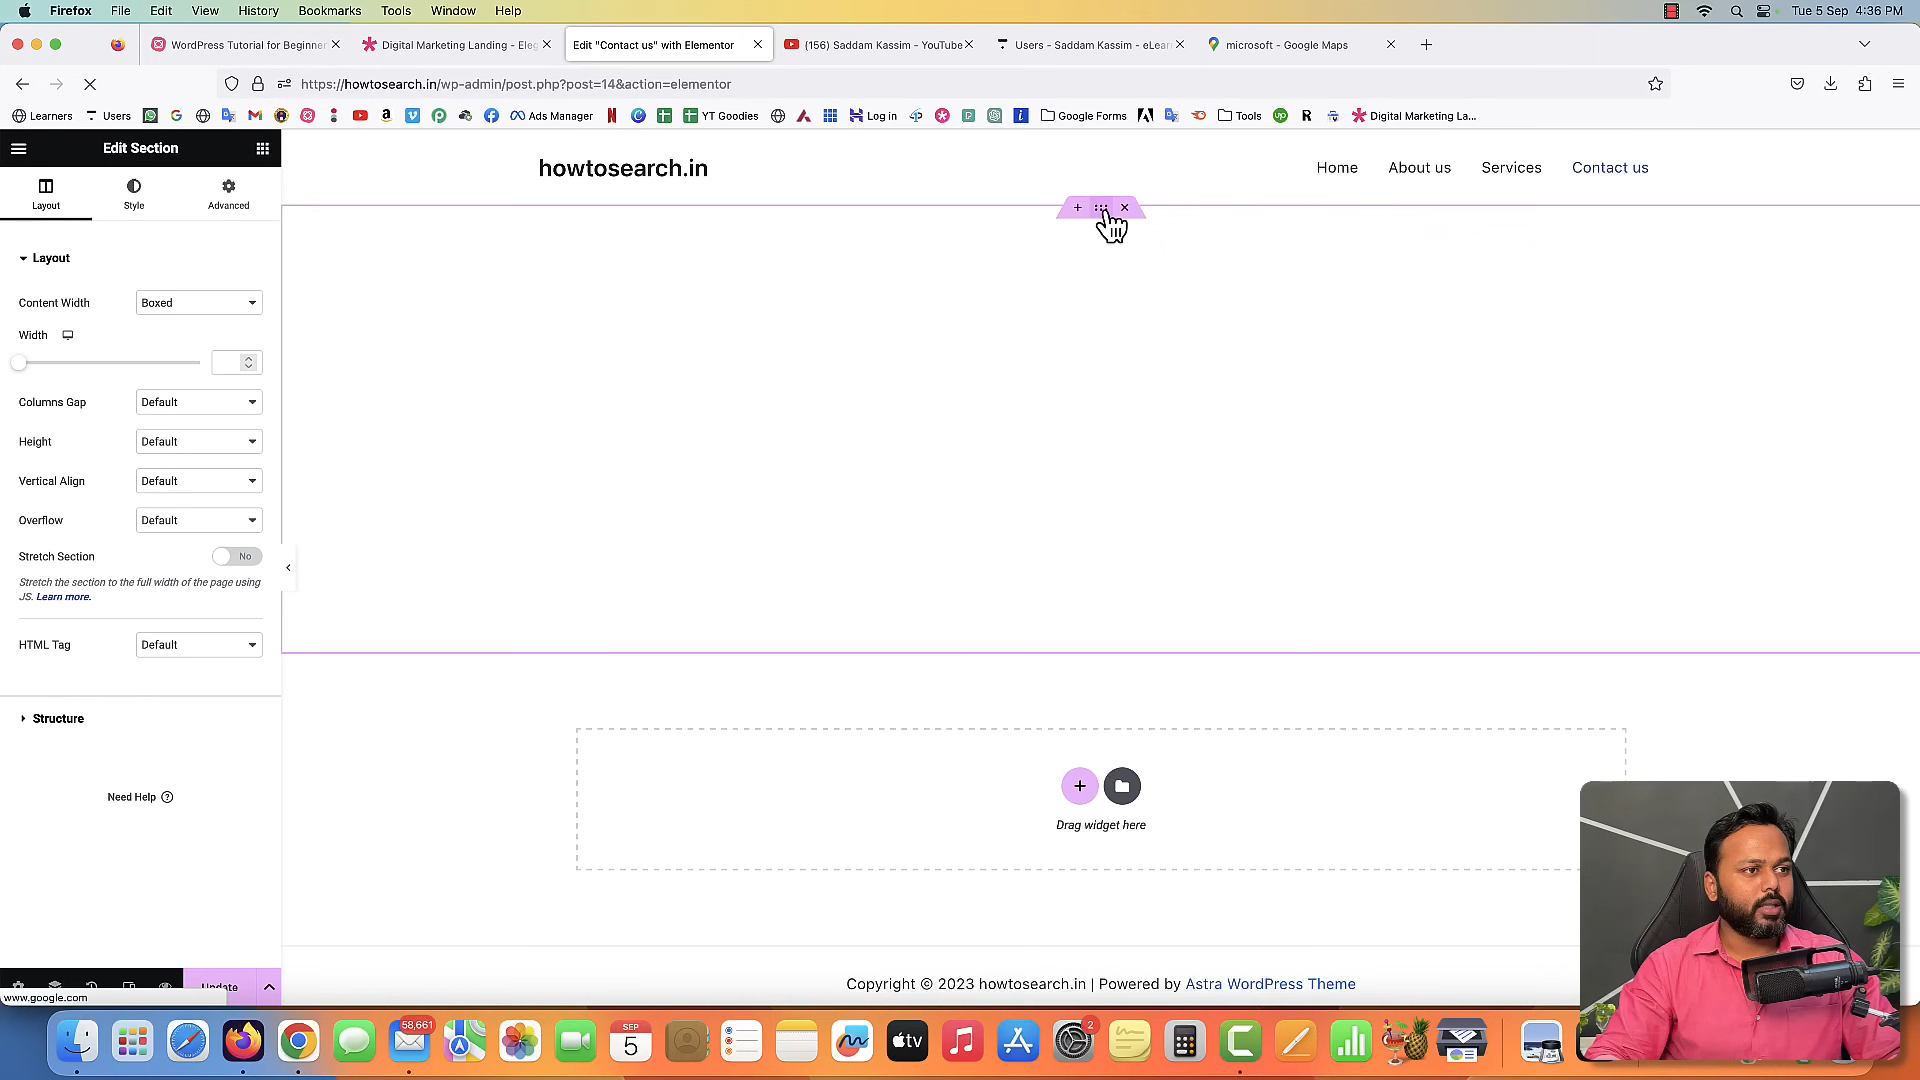 Firefox File Edit View History Bookmarks Tools Window Help Tue 5 Sep 4:36 PM
WordPress Tutorial for Beginner Digital Marketing Landing - Eleg Edit "Contact us" with Elementor (156) Saddam Kassim - YouTube Users - Saddam Kassim - eLear microsoft - Google Maps
https://howtosearch.in/wp-admin/post.php?post=14&action=elementor
Learners Users Ads Manager YT Goodies Log in Google Forms Tools Digital Marketing La...
Edit Section
howtosearch.in
Home About us Services Contact us
Layout Style Advanced
Layout
Content Width Boxed
Width
Columns Gap Default
Height Default
Vertical Align Default
Overflow Default
Stretch Section No
Stretch the section to the full width of the page using
JS. Learn more.
HTML Tag Default
Structure
Need Help ?
Drag widget here
Update
www.google.com
Copyright © 2023 howtosearch.in | Powered by Astra WordPress Theme
58,661
SEP
5
tv
2